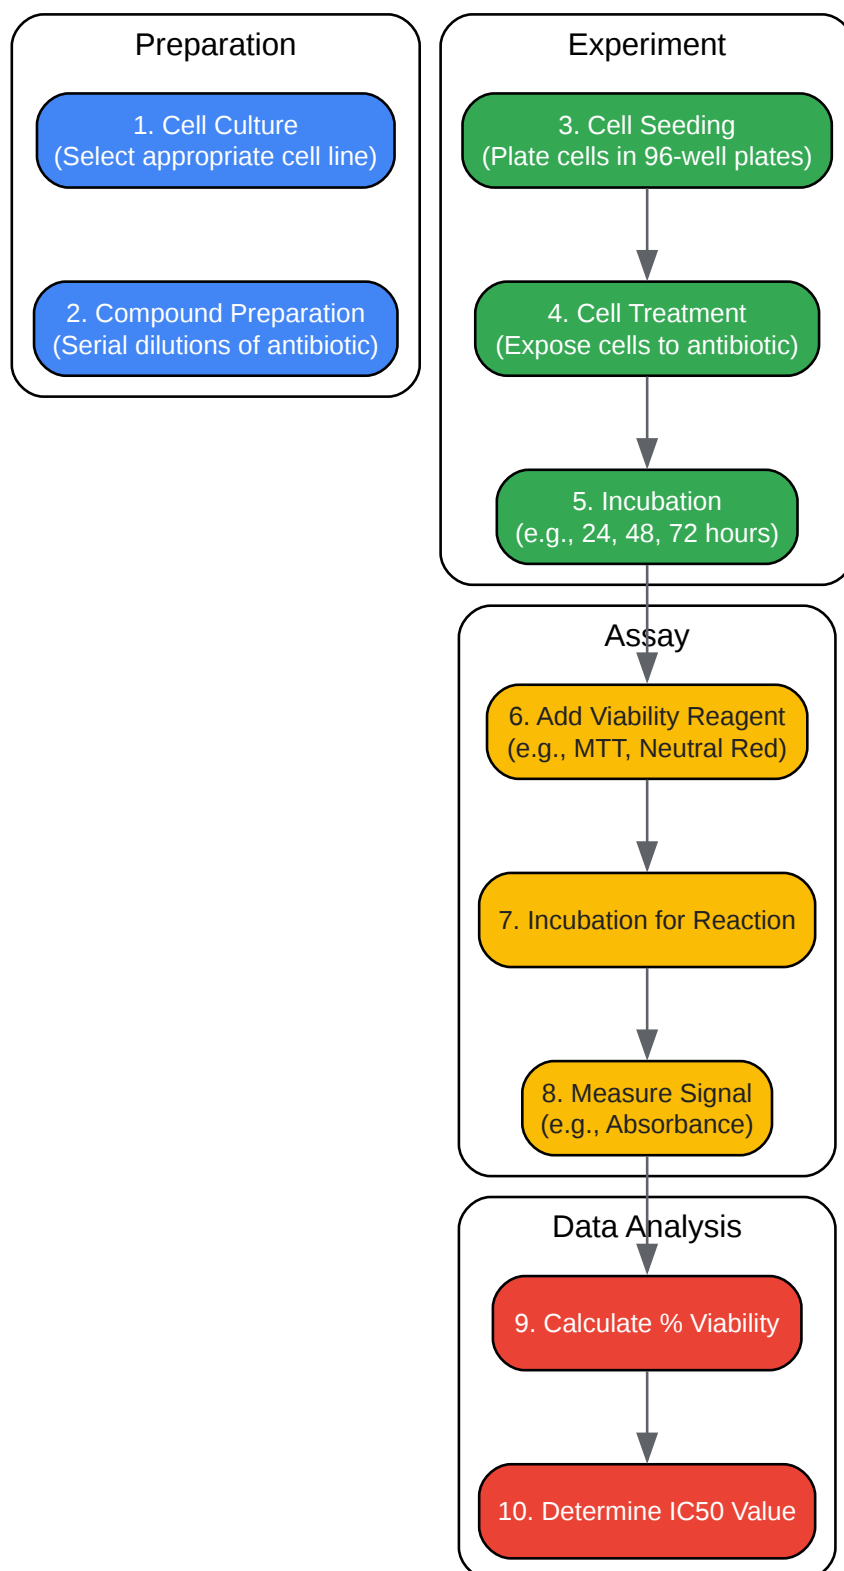 Preparation
1. Cell Culture
(Select appropriate cell line)
2. Compound Preparation
(Serial dilutions of antibiotic)
Experiment
3. Cell Seeding
(Plate cells in 96-well plates)
4. Cell Treatment
(Expose cells to antibiotic)
5. Incubation
(e.g., 24, 48, 72 hours)
Assay
6. Add Viability Reagent
(e.g., MTT, Neutral Red)
7. Incubation for Reaction
8. Measure Signal
(e.g., Absorbance)
Data Analysis
9. Calculate % Viability
10. Determine IC50 Value